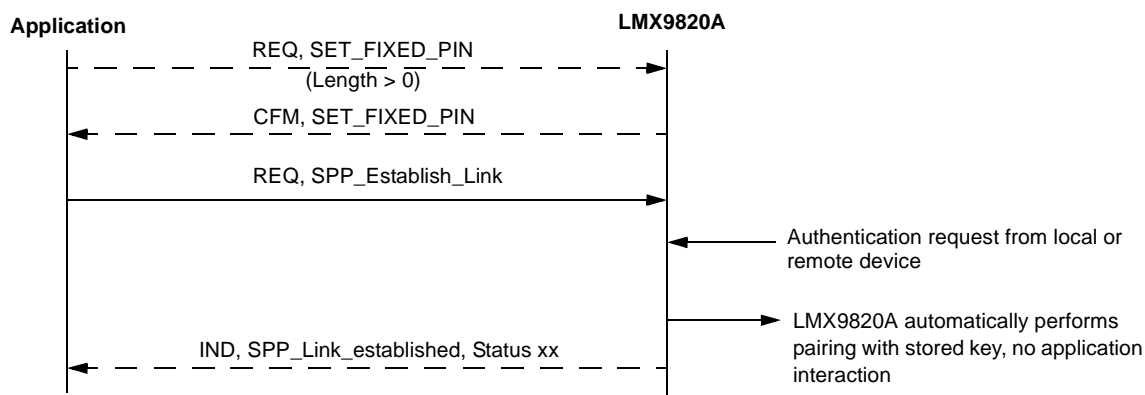 Application
LMX9820A
REQ, SET_FIXED_PIN
(Length > 0)
CFM, SET_FIXED_PIN
REQ, SPP_Establish_Link
Authentication request from local or
remote device
LMX9820A automatically performs
pairing with stored key, no application
interaction
IND, SPP_Link_established, Status xx